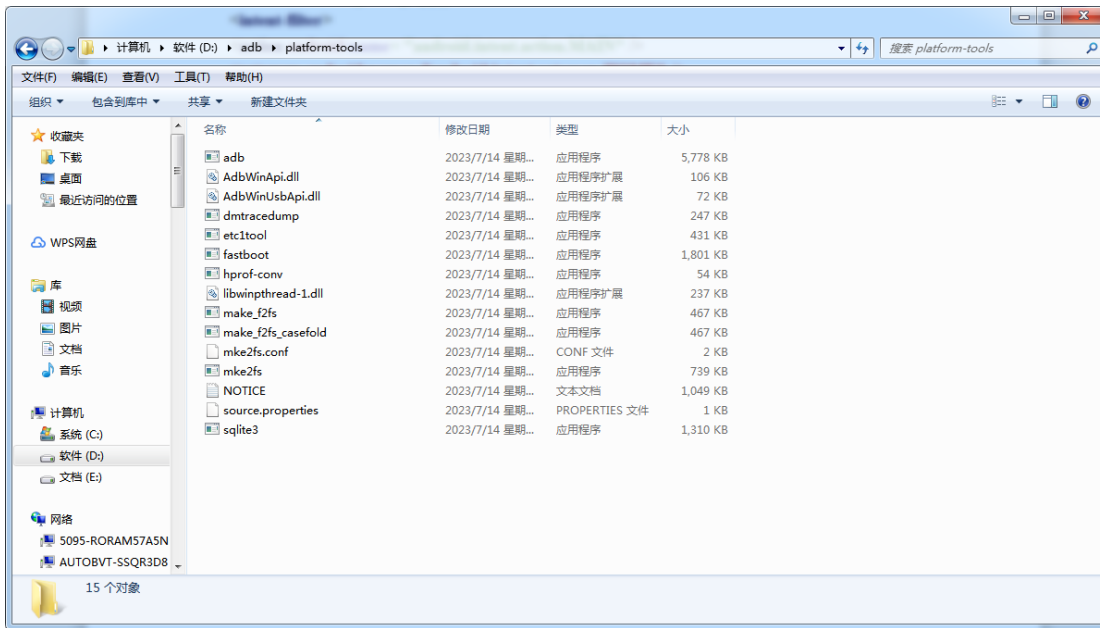 计算机 ▸ 软件 (D:) ▸ adb ▸ platform-tools
搜索 platform-tools
文件(F) 编辑(E) 查看(V) 工具(T) 帮助(H)
组织 包含到库中 共享 新建文件夹
收藏夹
下载
桌面
最近访问的位置
WPS网盘
库
视频
图片
文档
音乐
计算机
系统 (C:)
软件 (D:)
文档 (E:)
网络
5095-RORAM57A5N
AUTOBVT-SSQR3D8
名称 修改日期 类型 大小
adb 2023/7/14 星期... 应用程序 5,778 KB
AdbWinApi.dll 2023/7/14 星期... 应用程序扩展 106 KB
AdbWinUsbApi.dll 2023/7/14 星期... 应用程序扩展 72 KB
dmtracedump 2023/7/14 星期... 应用程序 247 KB
etc1tool 2023/7/14 星期... 应用程序 431 KB
fastboot 2023/7/14 星期... 应用程序 1,801 KB
hprof-conv 2023/7/14 星期... 应用程序 54 KB
libwinpthread-1.dll 2023/7/14 星期... 应用程序扩展 237 KB
make_f2fs 2023/7/14 星期... 应用程序 467 KB
make_f2fs_casefold 2023/7/14 星期... 应用程序 467 KB
mke2fs.conf 2023/7/14 星期... CONF 文件 2 KB
mke2fs 2023/7/14 星期... 应用程序 739 KB
NOTICE 2023/7/14 星期... 文本文档 1,049 KB
source.properties 2023/7/14 星期... PROPERTIES 文件 1 KB
sqlite3 2023/7/14 星期... 应用程序 1,310 KB
15 个对象